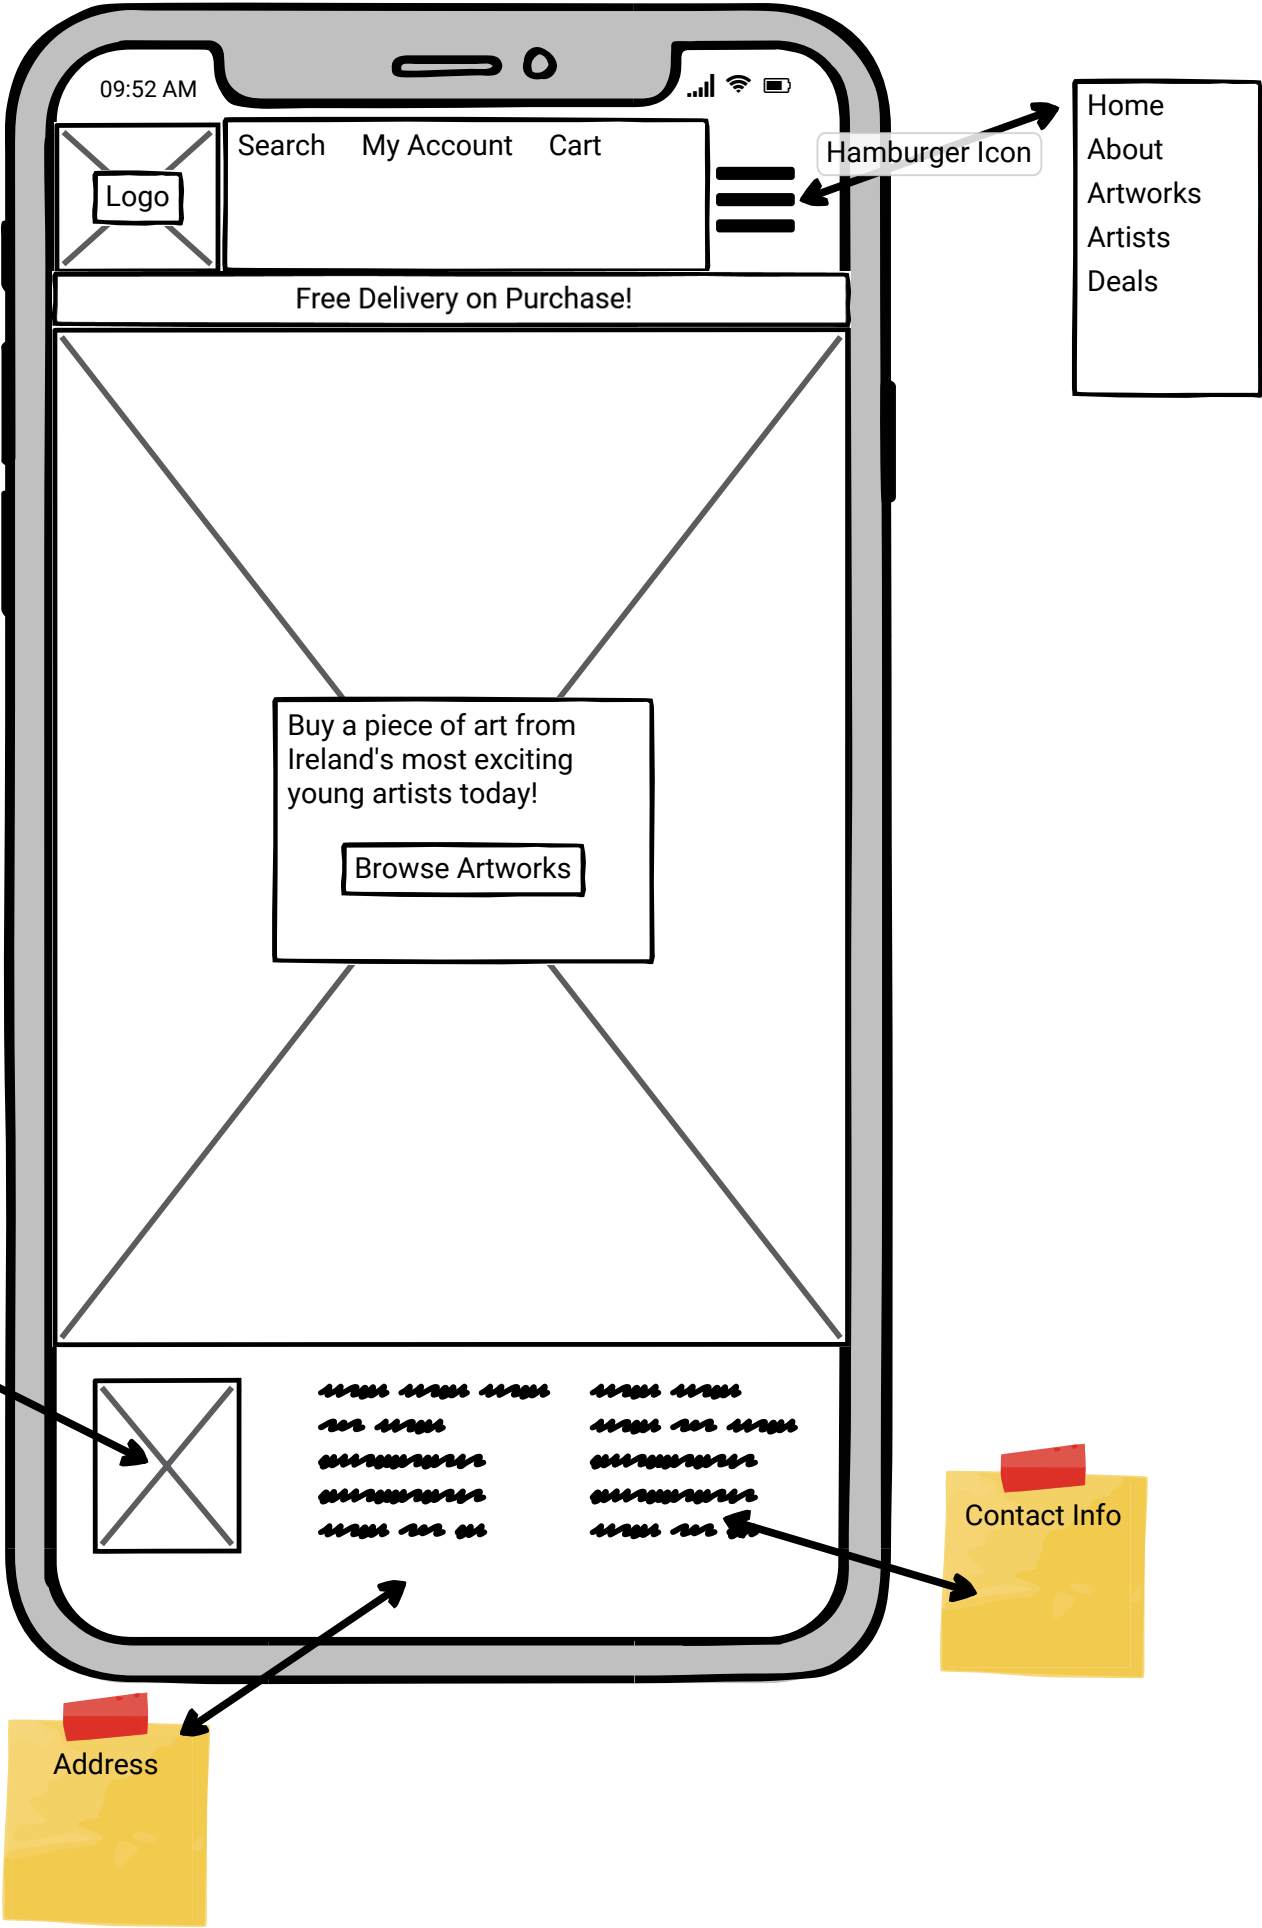 09:52 AM
Logo
Search My Account Cart
Hamburger Icon
Home
About
Artworks
Artists
Deals
Free Delivery on Purchase!
Buy a piece of art from
Ireland's most exciting
young artists today!
Browse Artworks
Contact Info
Address